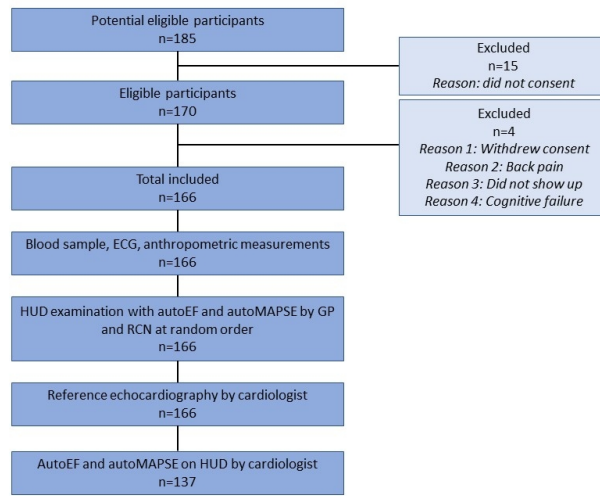 Potential eligible participants
n=185
Excluded
n=15
Reason: did not consent
Eligible participants
n=170
Excluded
n=4
Reason 1: Withdrew consent
Reason 2: Back pain
Reason 3: Did not show up
Reason 4: Cognitive failure
Total included
n=166
Blood sample, ECG, anthropometric measurements
n=166
HUD examination with autoEF and autoMAPSE by GP
and RCN at random order
n=166
Reference echocardiography by cardiologist
n=166
AutoEF and autoMAPSE on HUD by cardiologist
n=137